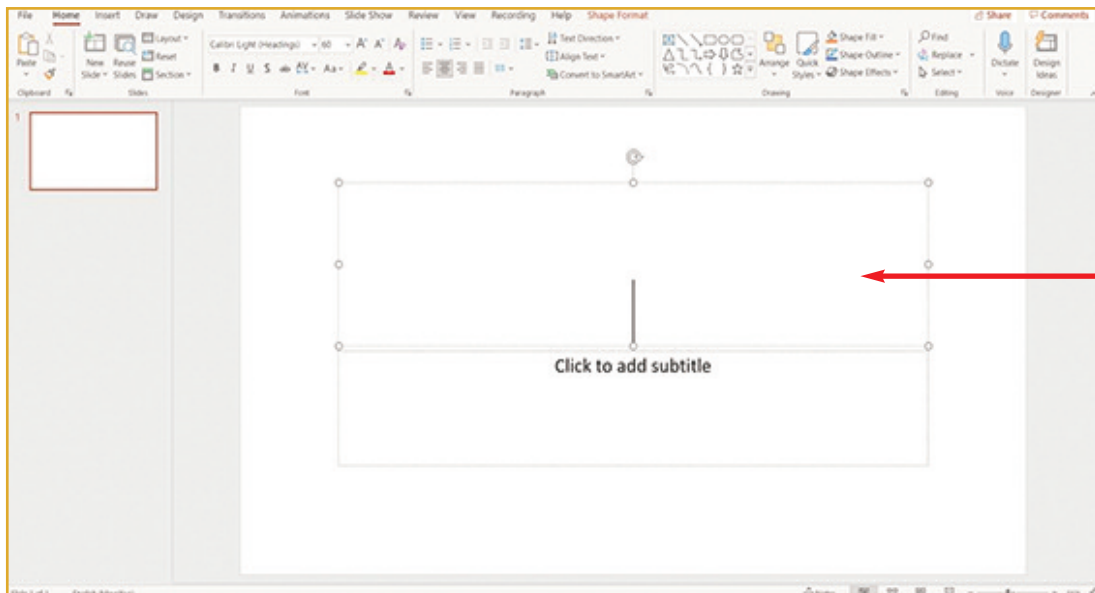 File Home Insert Draw Design Transitions Animations Slide Show Review View Recording Help Shape Format Share Comments
Paste
New Slide
Reuse Slides
Layout
Reset
Section
Calibri Light (Headings) 60
B I U S ab AV Aa A
Text Direction
Align Text
Convert to SmartArt
Arrange
Quick Styles
Shape Fill
Shape Outline
Shape Effects
Find
Replace
Select
Dictate
Design Ideas
Clipboard Slides Font Paragraph Drawing Editing Voice Designer
1
Click to add subtitle